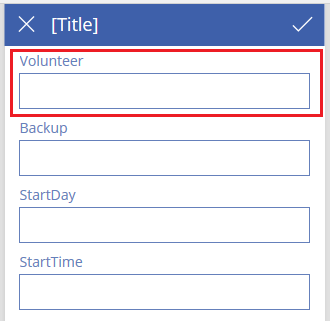 [Title]
Volunteer
Backup
StartDay
StartTime